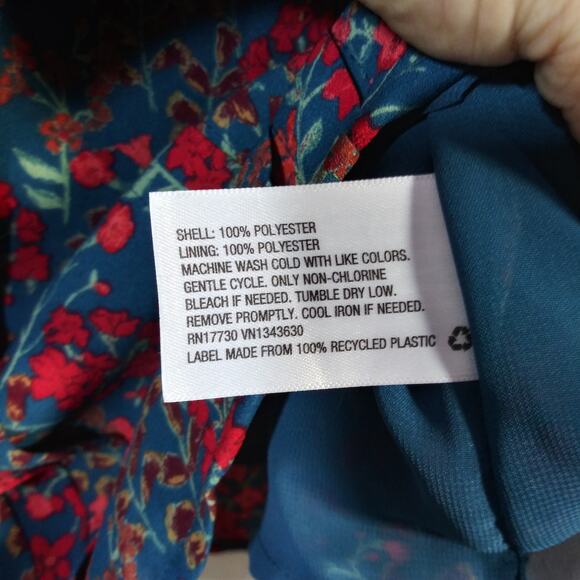 SHELL: 100% POLYESTER
LINING: 100% POLYESTER
MACHINE WASH COLD WITH LIKE COLORS.
GENTLE CYCLE. ONLY NON-CHLORINE
BLEACH IF NEEDED. TUMBLE DRY LOW.
REMOVE PROMPTLY. COOL IRON IF NEEDED.
RN17730 VN1343630
LABEL MADE FROM 100% RECYCLED PLASTIC